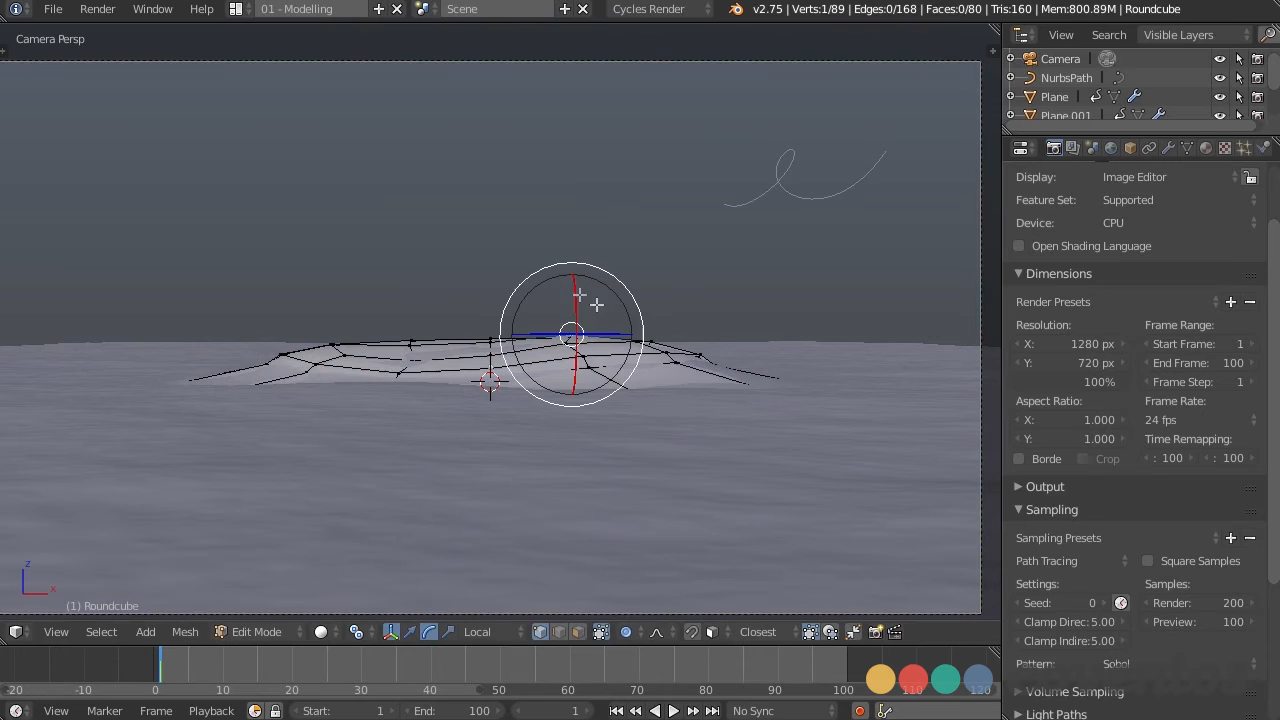 File Render Window Help 01 - Modelling Scene Cycles Render v2.75 | Verts:1/89 | Edges:0/168 | Faces:0/80 | Tris:160 | Mem:800.89M | Roundcube
Camera Persp
View Search Visible Layers
Camera
NurbsPath
Plane
Plane.001
Display: Image Editor
Feature Set: Supported
Device: CPU
Open Shading Language
Dimensions
Render Presets
Resolution: Frame Range:
X: 1280 px Start Frame: 1
Y: 720 px End Frame: 100
100% Frame Step: 1
Aspect Ratio: Frame Rate:
X: 1.000 24 fps
Y: 1.000 Time Remapping:
Borde Crop : 100 : 100
Output
Sampling
Sampling Presets
Path Tracing Square Samples
Settings: Samples:
Seed: 0 Render: 200
Clamp Direc: 5.00 Preview: 100
Clamp Indire: 5.00
Pattern: Sobol
Volume Sampling
Light Paths
z
x
(1) Roundcube
View Select Add Mesh Edit Mode Local Closest
-20 -10 0 10 20 30 40 50 60 70 80 90 100 110 120
View Marker Frame Playback Start: 1 End: 100 1 No Sync